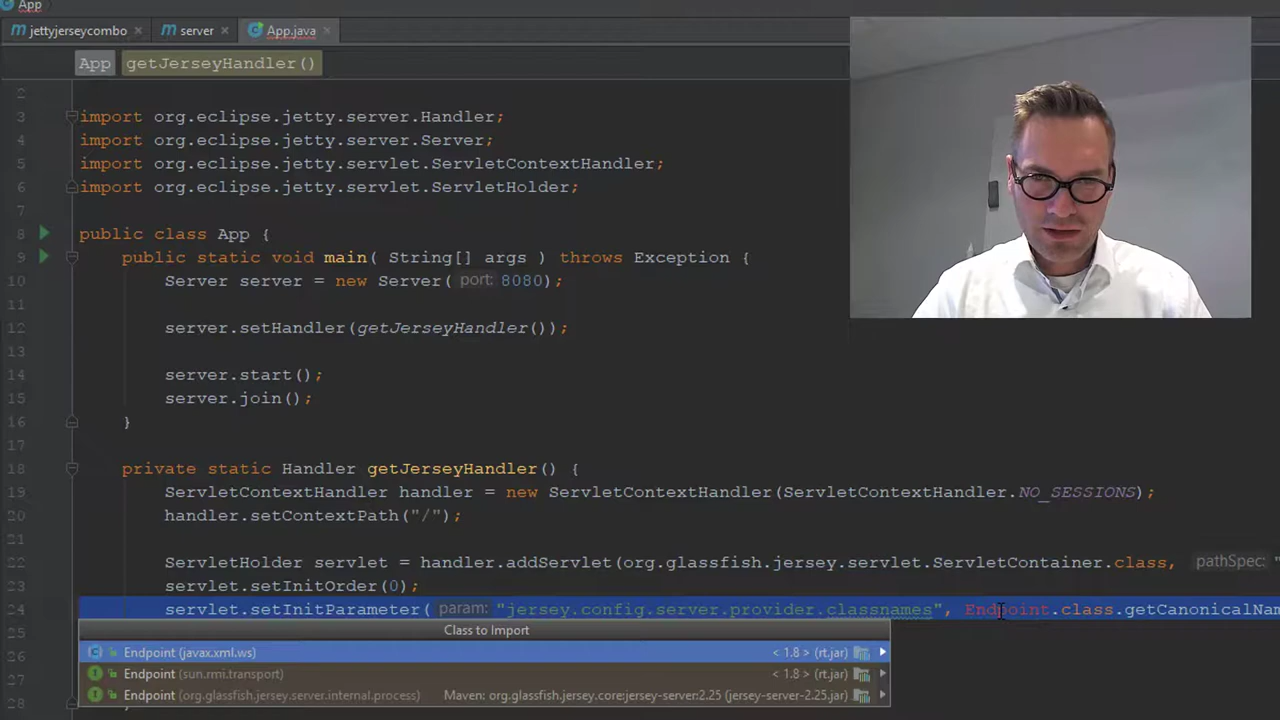 App
jettyjerseycombo server App.java
App getJerseyHandler()
2
3 import org.eclipse.jetty.server.Handler;
4 import org.eclipse.jetty.server.Server;
5 import org.eclipse.jetty.servlet.ServletContextHandler;
6 import org.eclipse.jetty.servlet.ServletHolder;
7
8 public class App {
9 public static void main( String[] args ) throws Exception {
10 Server server = new Server( port: 8080);
11
12 server.setHandler(getJerseyHandler());
13
14 server.start();
15 server.join();
16 }
17
18 private static Handler getJerseyHandler() {
19 ServletContextHandler handler = new ServletContextHandler(ServletContextHandler.NO_SESSIONS);
20 handler.setContextPath("/");
21
22 ServletHolder servlet = handler.addServlet(org.glassfish.jersey.servlet.ServletContainer.class, pathSpec: "
23 servlet.setInitOrder(0);
24 servlet.setInitParameter( param: "jersey.config.server.provider.classnames", Endpoint.class.getCanonicalNam
25 Class to Import
26 Endpoint (javax.xml.ws) < 1.8 > (rt.jar)
27 Endpoint (sun.rmi.transport) < 1.8 > (rt.jar)
Endpoint (org.glassfish.jersey.server.internal.process) Maven: org.glassfish.jersey.core:jersey-server:2.25 (jersey-server-2.25.jar)
28